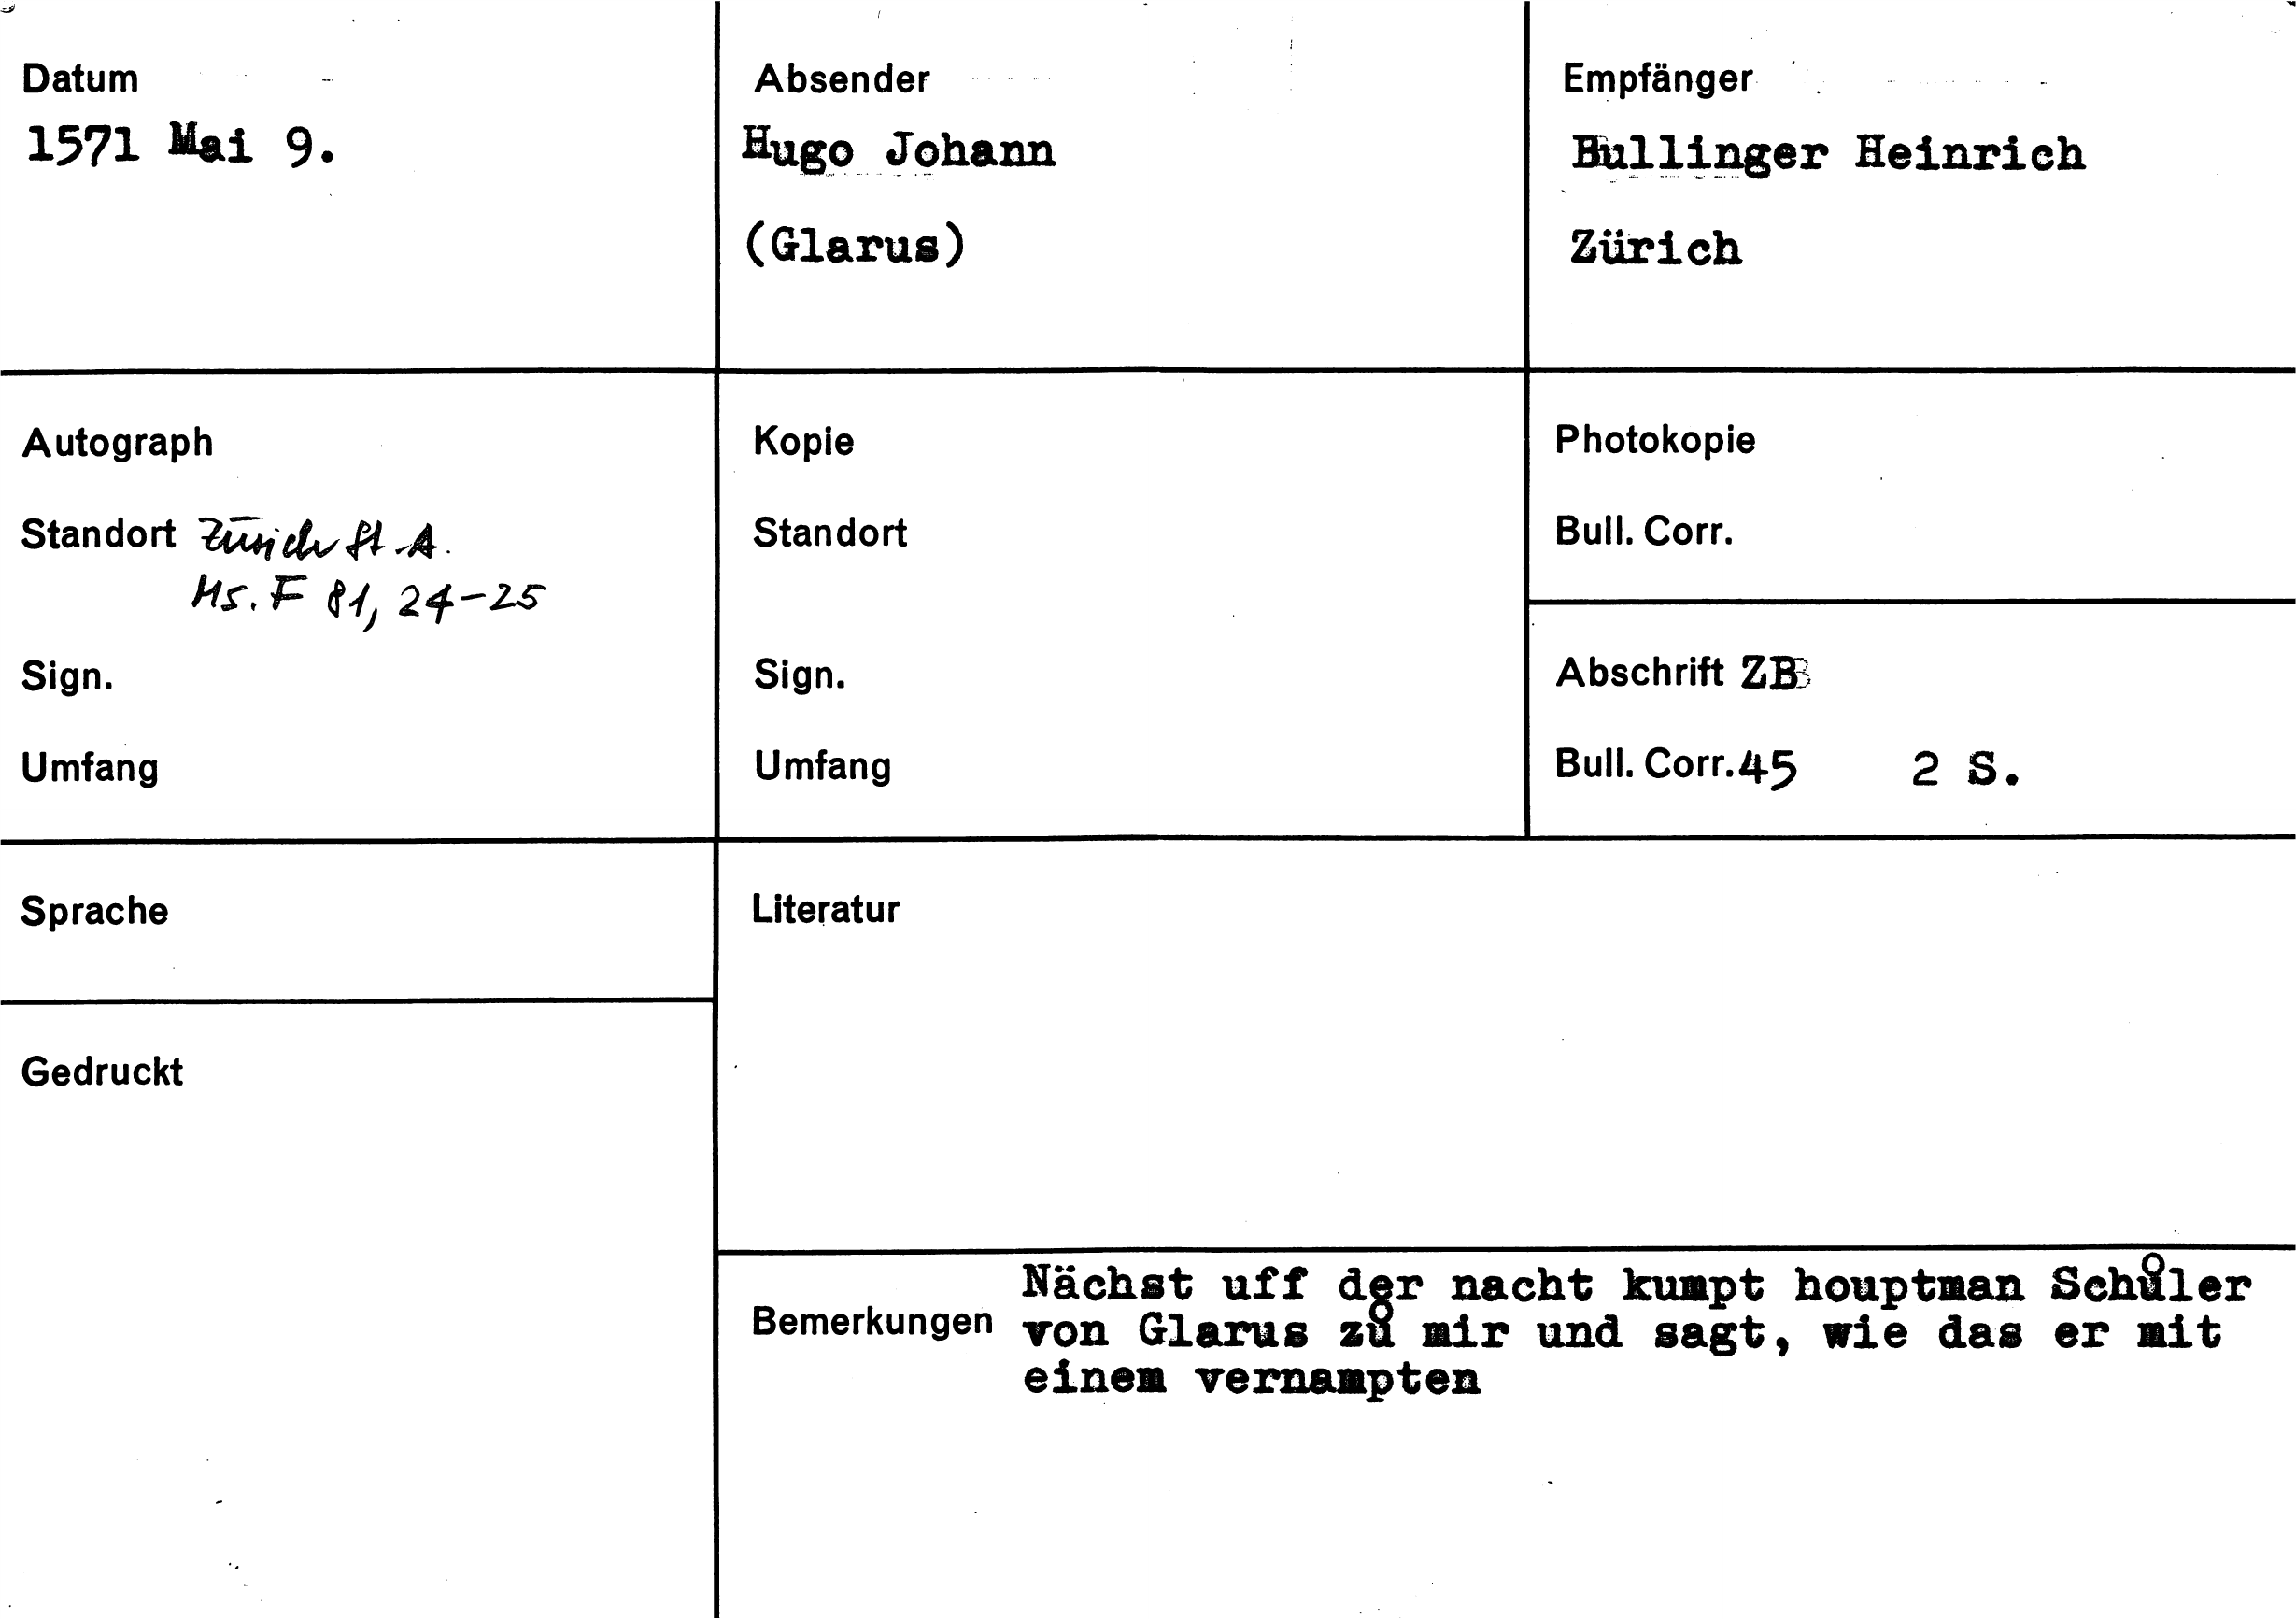 Datum
1571 Mai 9.
Absender
Hugo Johann
(Glarus)
Empfänger
Bullinger Heinrich
Zürich
Autograph
Standort Zürich St.A.
Ms. F 81, 24-25
Sign.
Umfang
Kopie
Standort
Sign.
Umfang
Photokopie
Bull. Corr.
Abschrift ZB
Bull. Corr. 45 2 S.
Sprache
Gedruckt
Literatur
Bemerkungen
Nächst uff der nacht kumpt houptman Schůler
von Glarus zů mir und sagt, wie das er mit
einem vernampten